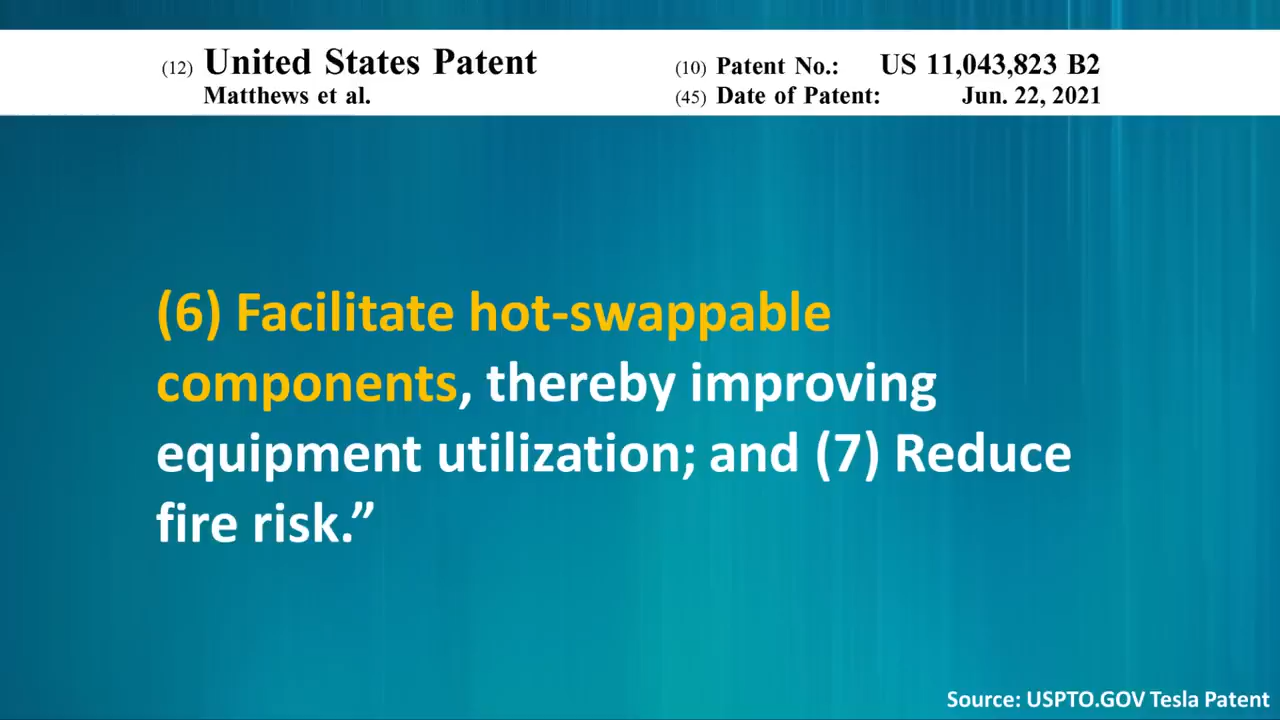 (12) United States Patent
Matthews et al.
(10) Patent No.: US 11,043,823 B2
(45) Date of Patent: Jun. 22, 2021
(6) Facilitate hot-swappable
components, thereby improving
equipment utilization; and (7) Reduce
fire risk.”
Source: USPTO.GOV Tesla Patent